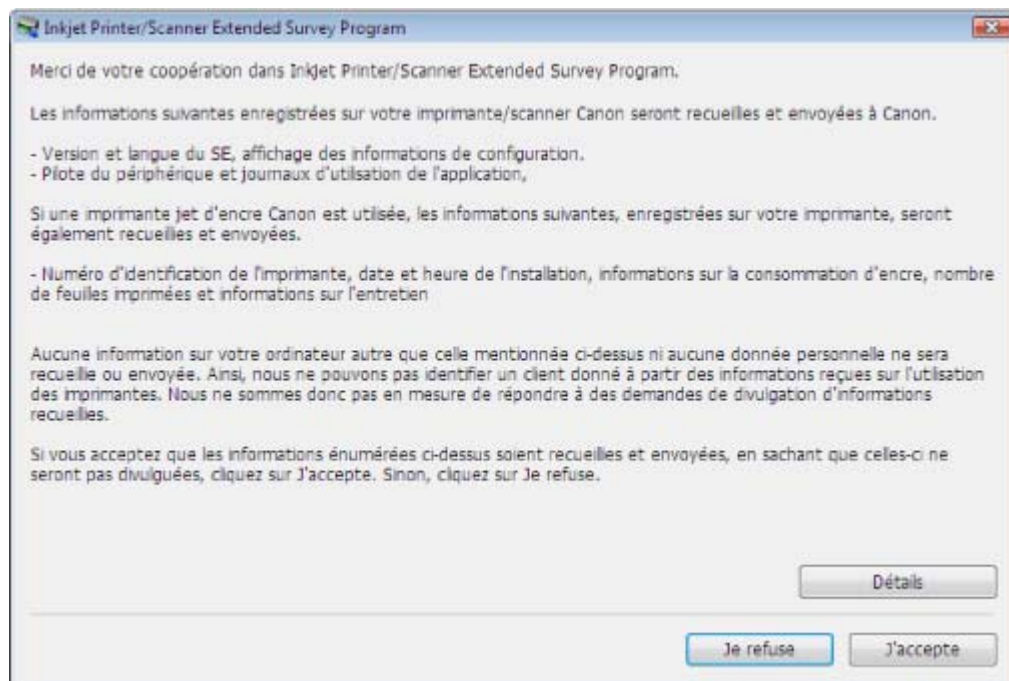 Inkjet Printer/Scanner Extended Survey Program
Merci de votre coopération dans Inkjet Printer/Scanner Extended Survey Program.
Les informations suivantes enregistrées sur votre imprimante/scanner Canon seront recueillies et envoyées à Canon.
- Version et langue du SE, affichage des informations de configuration.
- Pilote du périphérique et journaux d'utilisation de l'application,
Si une imprimante jet d'encre Canon est utilisée, les informations suivantes, enregistrées sur votre imprimante, seront
également recueillies et envoyées.
- Numéro d'identification de l'imprimante, date et heure de l'installation, informations sur la consommation d'encre, nombre
de feuilles imprimées et informations sur l'entretien
Aucune information sur votre ordinateur autre que celle mentionnée ci-dessus ni aucune donnée personnelle ne sera
recueillie ou envoyée. Ainsi, nous ne pouvons pas identifier un client donné à partir des informations reçues sur l'utilisation
des imprimantes. Nous ne sommes donc pas en mesure de répondre à des demandes de divulgation d'informations
recueillies.
Si vous acceptez que les informations énumérées ci-dessus soient recueillies et envoyées, en sachant que celles-ci ne
seront pas divulguées, cliquez sur J'accepte. Sinon, cliquez sur Je refuse.
Détails
Je refuse
J'accepte